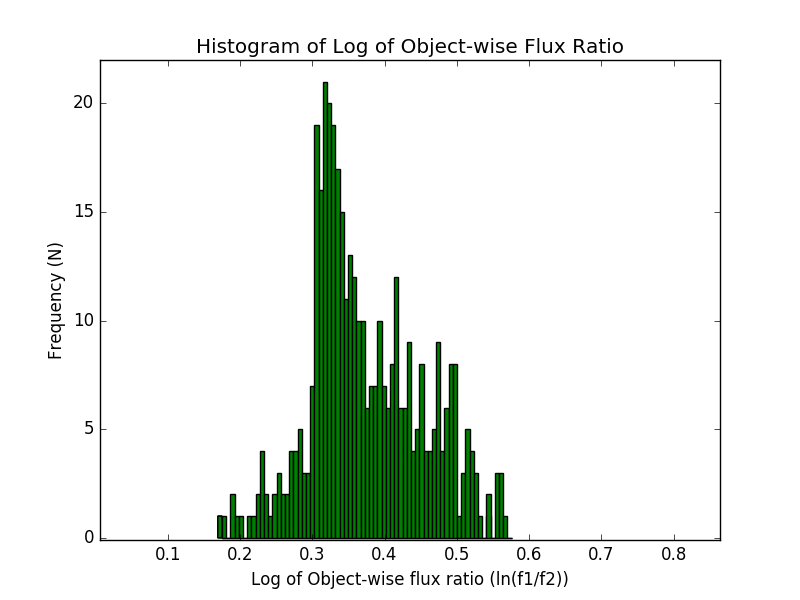 Histogram of Log of Object-wise Flux Ratio
20
15
10
5
0
Frequency (N)
0.1 0.2 0.3 0.4 0.5 0.6 0.7 0.8
Log of Object-wise flux ratio (ln(f1/f2))